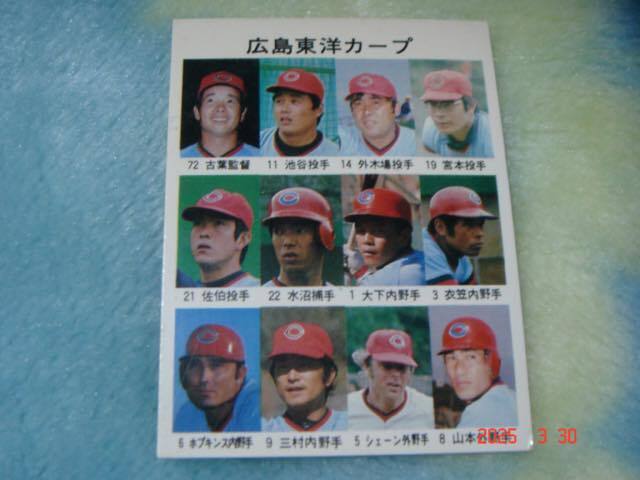 広島東洋カープ
72 古葉監督 11 池谷投手 14 外木場投手 19 宮本投手
21 佐伯投手 22 水沼捕手 1 大下内野手 3 衣笠内野手
6 ホプキンス内野手 9 三村内野手 5 シェーン外野手 8 山本外野手
2025 3 30